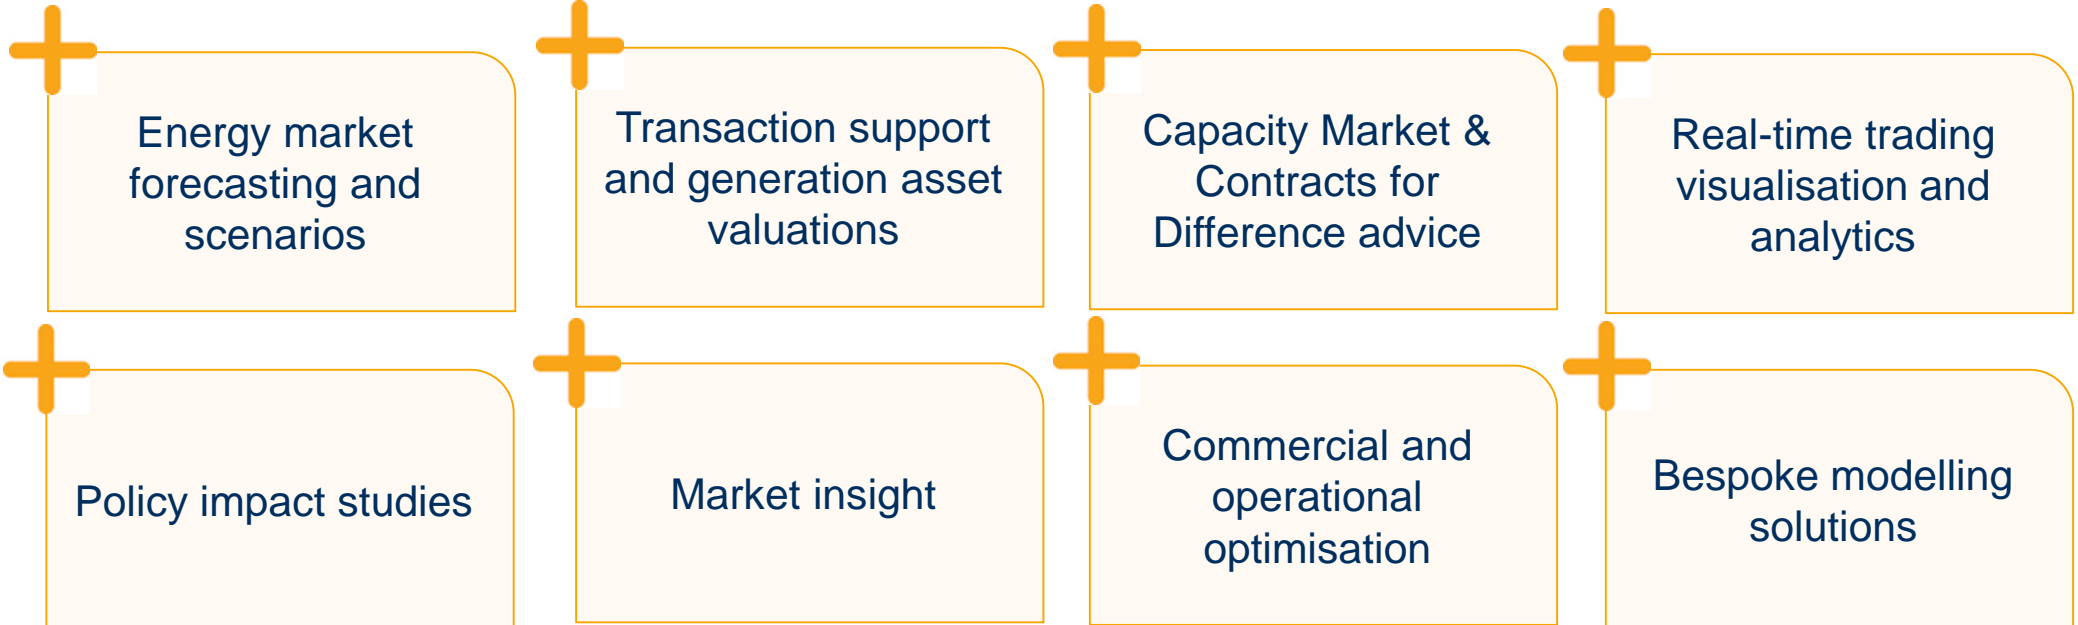 Energy market
forecasting and
scenarios
Transaction support
and generation asset
valuations
Capacity Market &
Contracts for
Difference advice
Real-time trading
visualisation and
analytics
Policy impact studies
Market insight
Commercial and
operational
optimisation
Bespoke modelling
solutions